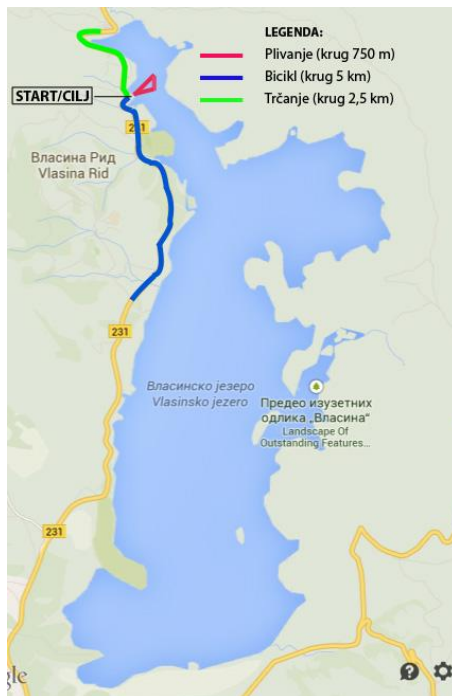 LEGENDA:
Plivanje (krug 750 m)
Bicikl (krug 5 km)
Trčanje (krug 2,5 km)
START/CILJ
231
Власина Рид
Vlasina Rid
231
Власинско језеро
Vlasinsko jezero
Предео изузетних
одлика „Власина“
Landscape Of
Outstanding Features...
231
gle